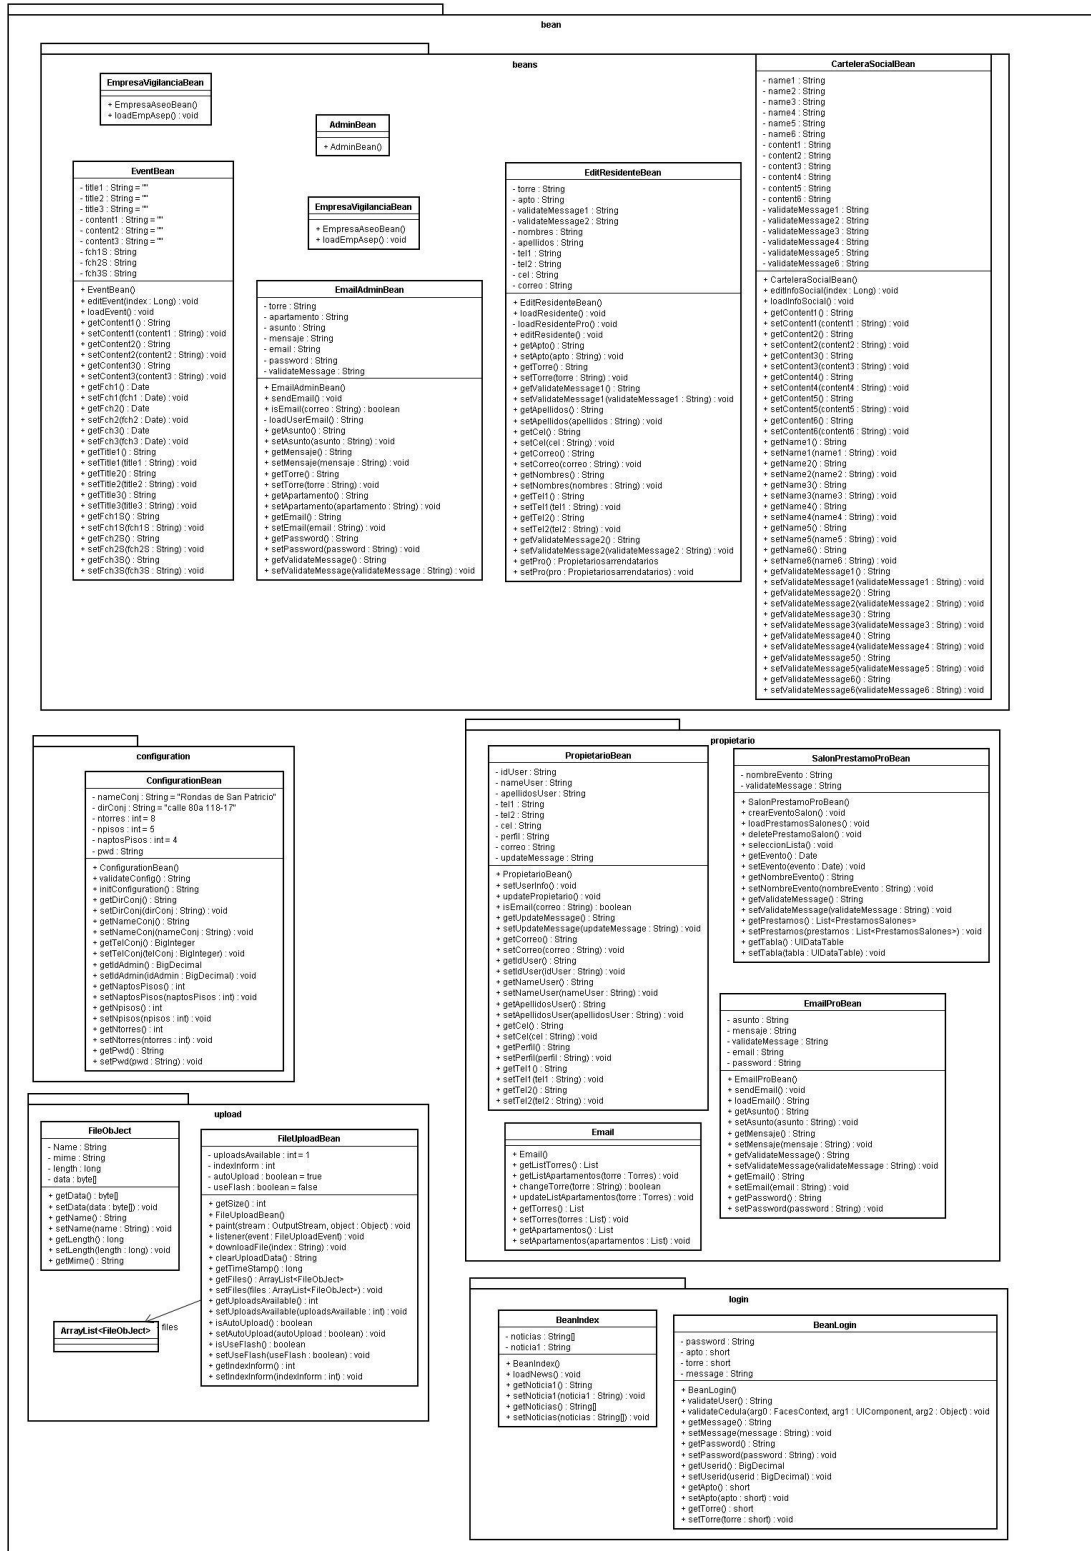 bean
beans
EmpresaVigilanciaBean
+ EmpresaAseoBean()
+ loadEmpAsep() : void
AdminBean
+ AdminBean()
EmpresaVigilanciaBean
+ EmpresaAseoBean()
+ loadEmpAsep() : void
EventBean
- title1 : String = ""
- title2 : String = ""
- title3 : String = ""
- content1 : String = ""
- content2 : String = ""
- content3 : String = ""
- fch1S : String
- fch2S : String
- fch3S : String
+ EventBean()
+ editEvent(index : Long) : void
+ loadEvent() : void
+ getContent1() : String
+ setContent1(content1 : String) : void
+ getContent2() : String
+ setContent2(content2 : String) : void
+ getContent3() : String
+ setContent3(content3 : String) : void
+ getFch1() : Date
+ setFch1(fch1 : Date) : void
+ getFch2() : Date
+ setFch2(fch2 : Date) : void
+ getFch3() : Date
+ setFch3(fch3 : Date) : void
+ getTitle1() : String
+ setTitle1(title1 : String) : void
+ getTitle2() : String
+ setTitle2(title2 : String) : void
+ getTitle3() : String
+ setTitle3(title3 : String) : void
+ getFch1S() : String
+ setFch1S(fch1S : String) : void
+ getFch2S() : String
+ setFch2S(fch2S : String) : void
+ getFch3S() : String
+ setFch3S(fch3S : String) : void
EmailAdminBean
- torre : String
- apartamento : String
- asunto : String
- mensaje : String
- email : String
- password : String
- validateMessage : String
+ EmailAdminBean()
+ sendEmail() : void
+ isEmail(correo : String) : boolean
- loadUserEmail() : String
+ getAsunto() : String
+ setAsunto(asunto : String) : void
+ getMensaje() : String
+ setMensaje(mensaje : String) : void
+ getTorre() : String
+ setTorre(torre : String) : void
+ getApartamento() : String
+ setApartamento(apartamento : String) : void
+ getEmail() : String
+ setEmail(email : String) : void
+ getPassword() : String
+ setPassword(password : String) : void
+ getValidateMessage() : String
+ setValidateMessage(validateMessage : String) : void
EditResidenteBean
- torre : String
- apto : String
- validateMessage1 : String
- validateMessage2 : String
- nombres : String
- apellidos : String
- tel1 : String
- tel2 : String
- cel : String
- correo : String
+ EditResidenteBean()
+ loadResidente() : void
- loadResidentePro() : void
+ editResidente() : void
+ getApto() : String
+ setApto(apto : String) : void
+ getTorre() : String
+ setTorre(torre : String) : void
+ getValidateMessage1() : String
+ setValidateMessage1(validateMessage1 : String) : void
+ getApellidos() : String
+ setApellidos(apellidos : String) : void
+ getCel() : String
+ setCel(cel : String) : void
+ getCorreo() : String
+ setCorreo(correo : String) : void
+ getNombres() : String
+ setNombres(nombres : String) : void
+ getTel1() : String
+ setTel1(tel1 : String) : void
+ getTel2() : String
+ setTel2(tel2 : String) : void
+ getValidateMessage2() : String
+ setValidateMessage2(validateMessage2 : String) : void
+ getPro() : Propietariosarrendatarios
+ setPro(pro : Propietariosarrendatarios) : void
CarteleraSocialBean
- name1 : String
- name2 : String
- name3 : String
- name4 : String
- name5 : String
- name6 : String
- content1 : String
- content2 : String
- content3 : String
- content4 : String
- content5 : String
- content6 : String
- validateMessage1 : String
- validateMessage2 : String
- validateMessage3 : String
- validateMessage4 : String
- validateMessage5 : String
- validateMessage6 : String
+ CarteleraSocialBean()
+ editInfoSocial(index : Long) : void
+ loadInfoSocial() : void
+ getContent1() : String
+ setContent1(content1 : String) : void
+ getContent2() : String
+ setContent2(content2 : String) : void
+ getContent3() : String
+ setContent3(content3 : String) : void
+ getContent4() : String
+ setContent4(content4 : String) : void
+ getContent5() : String
+ setContent5(content5 : String) : void
+ getContent6() : String
+ setContent6(content6 : String) : void
+ getName1() : String
+ setName1(name1 : String) : void
+ getName2() : String
+ setName2(name2 : String) : void
+ getName3() : String
+ setName3(name3 : String) : void
+ getName4() : String
+ setName4(name4 : String) : void
+ getName5() : String
+ setName5(name5 : String) : void
+ getName6() : String
+ setName6(name6 : String) : void
+ getValidateMessage1() : String
+ setValidateMessage1(validateMessage1 : String) : void
+ getValidateMessage2() : String
+ setValidateMessage2(validateMessage2 : String) : void
+ getValidateMessage3() : String
+ setValidateMessage3(validateMessage3 : String) : void
+ getValidateMessage4() : String
+ setValidateMessage4(validateMessage4 : String) : void
+ getValidateMessage5() : String
+ setValidateMessage5(validateMessage5 : String) : void
+ getValidateMessage6() : String
+ setValidateMessage6(validateMessage6 : String) : void
configuration
ConfigurationBean
- nameConj : String = "Rondas de San Patricio"
- dirConj : String = "calle 80a 118-17"
- ntorres : int = 8
- npisos : int = 5
- naptosPisos : int = 4
- pwd : String
+ ConfigurationBean()
+ validateConfig() : String
+ initConfiguration() : String
+ getDirConj() : String
+ setDirConj(dirConj : String) : void
+ getNameConj() : String
+ setNameConj(nameConj : String) : void
+ getTelConj() : BigInteger
+ setTelConj(telConj : BigInteger) : void
+ getIdAdmin() : BigDecimal
+ setIdAdmin(idAdmin : BigDecimal) : void
+ getNaptosPisos() : int
+ setNaptosPisos(naptosPisos : int) : void
+ getNpisos() : int
+ setNpisos(npisos : int) : void
+ getNtorres() : int
+ setNtorres(ntorres : int) : void
+ getPwd() : String
+ setPwd(pwd : String) : void
propietario
PropietarioBean
- idUser : String
- nameUser : String
- apellidosUser : String
- tel1 : String
- tel2 : String
- cel : String
- perfil : String
- correo : String
- updateMessage : String
+ PropietarioBean()
+ setUserInfo() : void
+ updatePropietario() : void
+ isEmail(correo : String) : boolean
+ getUpdateMessage() : String
+ setUpdateMessage(updateMessage : String) : void
+ getCorreo() : String
+ setCorreo(correo : String) : void
+ getIdUser() : String
+ setIdUser(idUser : String) : void
+ getNameUser() : String
+ setNameUser(nameUser : String) : void
+ getApellidosUser() : String
+ setApellidosUser(apellidosUser : String) : void
+ getCel() : String
+ setCel(cel : String) : void
+ getPerfil() : String
+ setPerfil(perfil : String) : void
+ getTel1() : String
+ setTel1(tel1 : String) : void
+ getTel2() : String
+ setTel2(tel2 : String) : void
SalonPrestamoProBean
- nombreEvento : String
- validateMessage : String
+ SalonPrestamoProBean()
+ crearEventoSalon() : void
+ loadPrestamosSalones() : void
+ deletePrestamoSalon() : void
+ seleccionLista() : void
+ getEvento() : Date
+ setEvento(evento : Date) : void
+ getNombreEvento() : String
+ setNombreEvento(nombreEvento : String) : void
+ getValidateMessage() : String
+ setValidateMessage(validateMessage : String) : void
+ getPrestamos() : List<PrestamosSalones>
+ setPrestamos(prestamos : List<PrestamosSalones>) : void
+ getTabla() : UIDataTable
+ setTabla(tabla : UIDataTable) : void
EmailProBean
- asunto : String
- mensaje : String
- validateMessage : String
- email : String
- password : String
+ EmailProBean()
+ sendEmail() : void
+ loadEmail() : String
+ getAsunto() : String
+ setAsunto(asunto : String) : void
+ getMensaje() : String
+ setMensaje(mensaje : String) : void
+ getValidateMessage() : String
+ setValidateMessage(validateMessage : String) : void
+ getEmail() : String
+ setEmail(email : String) : void
+ getPassword() : String
+ setPassword(password : String) : void
Email
+ Email()
+ getListTorres() : List
+ getListApartamentos(torre : Torres) : void
+ changeTorre(torre : String) : boolean
+ updateListApartamentos(torre : Torres) : void
+ getTorres() : List
+ setTorres(torres : List) : void
+ getApartamentos() : List
+ setApartamentos(apartamentos : List) : void
upload
FileObJect
- Name : String
- mime : String
- length : long
- data : byte[]
+ getData() : byte[]
+ setData(data : byte[]) : void
+ getName() : String
+ setName(name : String) : void
+ getLength() : long
+ setLength(length : long) : void
+ getMime() : String
FileUploadBean
- uploadsAvailable : int = 1
- indexInform : int
- autoUpload : boolean = true
- useFlash : boolean = false
+ getSize() : int
+ FileUploadBean()
+ paint(stream : OutputStream, object : Object) : void
+ listener(event : FileUploadEvent) : void
+ downloadFile(index : String) : void
+ clearUploadData() : String
+ getTimeStamp() : long
+ getFiles() : ArrayList<FileObJect>
+ setFiles(files : ArrayList<FileObJect>) : void
+ getUploadsAvailable() : int
+ setUploadsAvailable(uploadsAvailable : int) : void
+ isAutoUpload() : boolean
+ setAutoUpload(autoUpload : boolean) : void
+ isUseFlash() : boolean
+ setUseFlash(useFlash : boolean) : void
+ getIndexInform() : int
+ setIndexInform(indexInform : int) : void
ArrayList<FileObJect>
- files
login
BeanIndex
- noticias : String[]
- noticia1 : String
+ BeanIndex()
+ loadNews() : void
+ getNoticia1() : String
+ setNoticia1(noticia1 : String) : void
+ getNoticias() : String[]
+ setNoticias(noticias : String[]) : void
BeanLogin
- password : String
- apto : short
- torre : short
- message : String
+ BeanLogin()
+ validateUser() : String
+ validateCedula(arg0 : FacesContext, arg1 : UIComponent, arg2 : Object) : void
+ getMessage() : String
+ setMessage(message : String) : void
+ getPassword() : String
+ setPassword(password : String) : void
+ getUserid() : BigDecimal
+ setUserid(userid : BigDecimal) : void
+ getApto() : short
+ setApto(apto : short) : void
+ getTorre() : short
+ setTorre(torre : short) : void